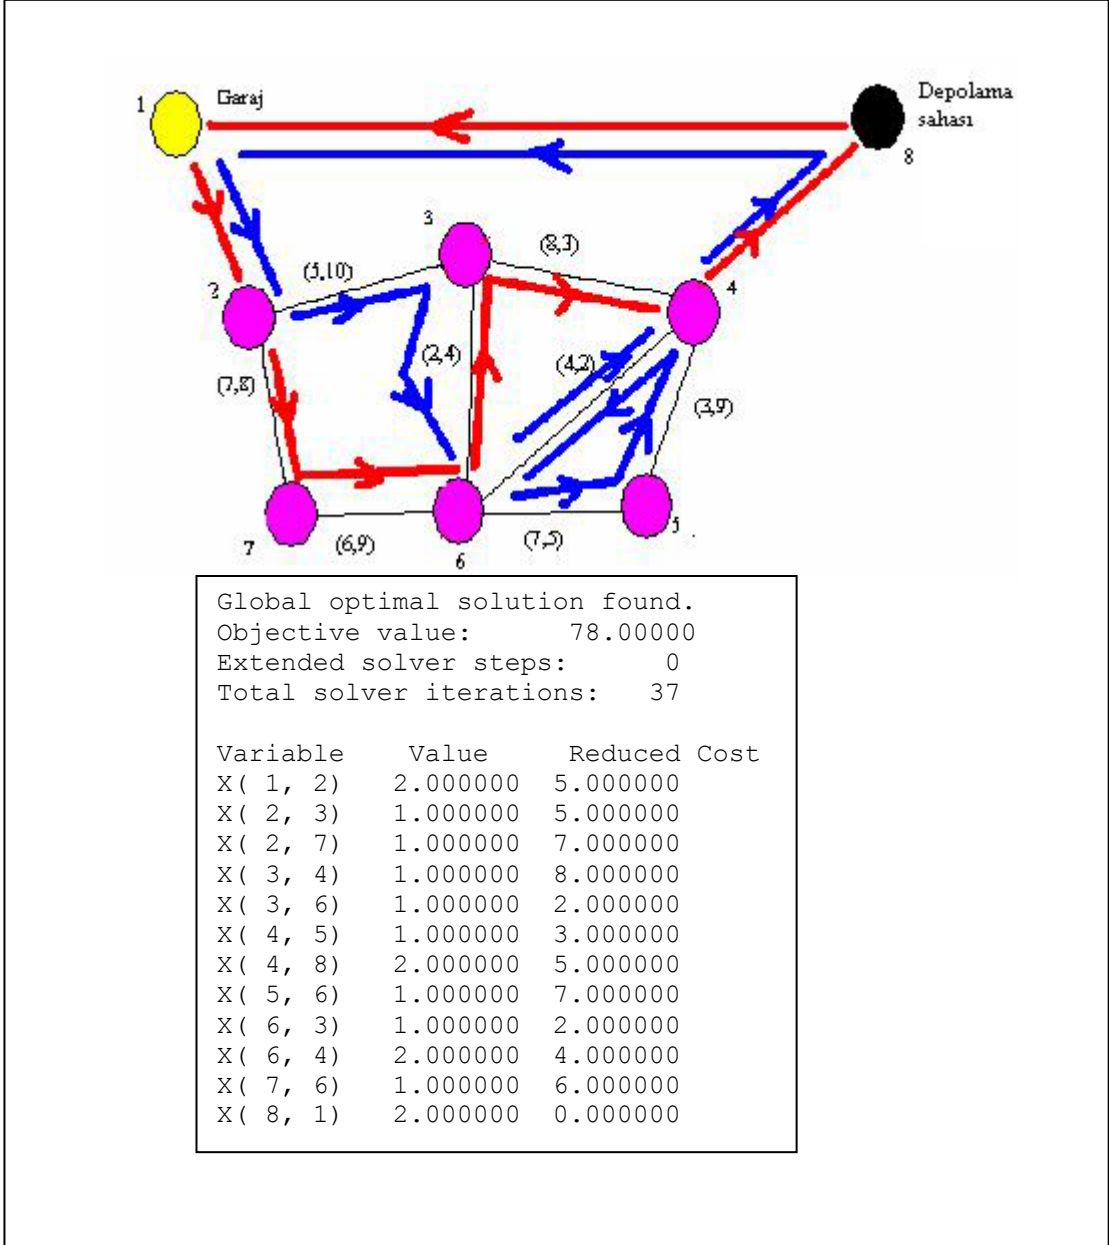 1
Garaj
Depolama
sahası
8
3
(8,3)
2
(5,10)
4
(2,4)
(4,2)
(7,8)
(3,9)
5
7
(6,9)
(7,5)
6
Global optimal solution found.
Objective value: 78.00000
Extended solver steps: 0
Total solver iterations: 37
Variable Value Reduced Cost
X( 1, 2) 2.000000 5.000000
X( 2, 3) 1.000000 5.000000
X( 2, 7) 1.000000 7.000000
X( 3, 4) 1.000000 8.000000
X( 3, 6) 1.000000 2.000000
X( 4, 5) 1.000000 3.000000
X( 4, 8) 2.000000 5.000000
X( 5, 6) 1.000000 7.000000
X( 6, 3) 1.000000 2.000000
X( 6, 4) 2.000000 4.000000
X( 7, 6) 1.000000 6.000000
X( 8, 1) 2.000000 0.000000